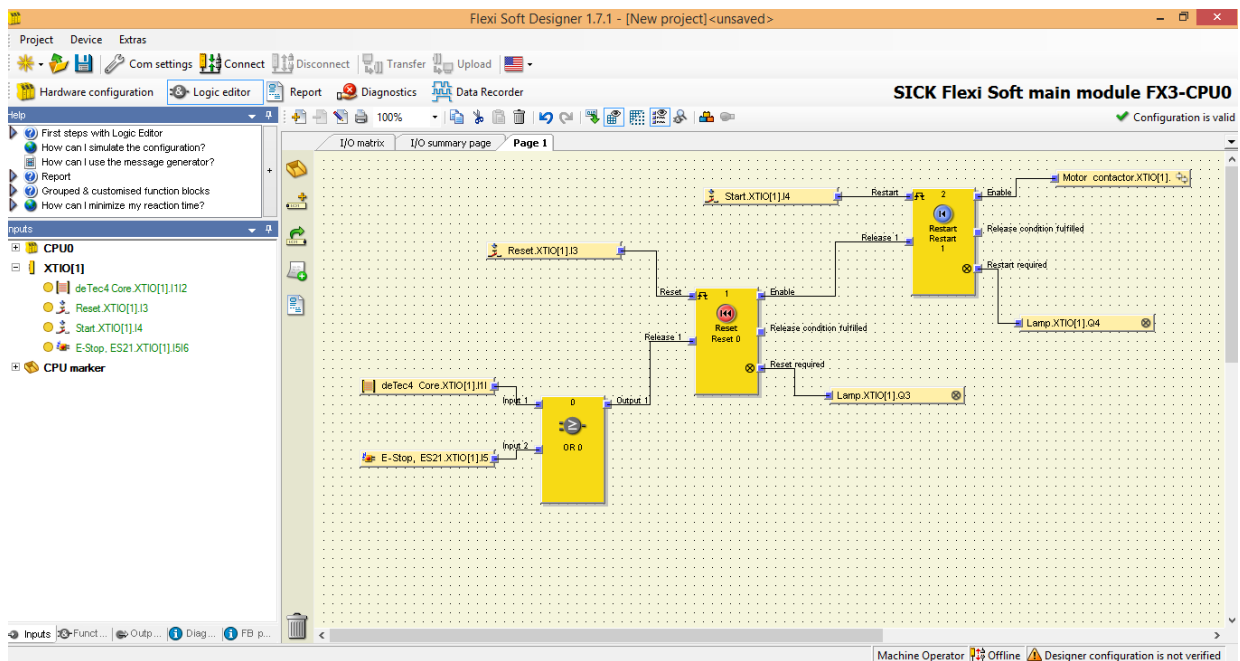 Flexi Soft Designer 1.7.1 - [New project]<unsaved>
Project Device Extras
Com settings Connect Disconnect Transfer Upload
Hardware configuration Logic editor Report Diagnostics Data Recorder SICK Flexi Soft main module FX3-CPU0
Help
100%
Configuration is valid
First steps with Logic Editor
How can I simulate the configuration?
How can I use the message generator?
Report
Grouped & customised function blocks
How can I minimize my reaction time?
I/O matrix I/O summary page Page 1
nputs
CPU0
XTIO[1]
deTec4 Core.XTIO[1].I1I2
Reset.XTIO[1].I3
Start.XTIO[1].I4
E-Stop, ES21.XTIO[1].I5I6
CPU marker
Motor contactor.XTIO[1].
Start.XTIO[1].I4
Restart
2
Enable
Restart
Restart
1
Release 1
Release condition fulfilled
Restart required
Lamp.XTIO[1].Q4
Reset.XTIO[1].I3
Reset
1
Enable
Reset
Reset 0
Release 1
Release condition fulfilled
Reset required
Lamp.XTIO[1].Q3
deTec4 Core.XTIO[1].I1I
Input 1
0
Output 1
Input 2
OR 0
E-Stop, ES21.XTIO[1].I5
Inputs Funct... Outp... Diag... FB p...
Machine Operator Offline Designer configuration is not verified